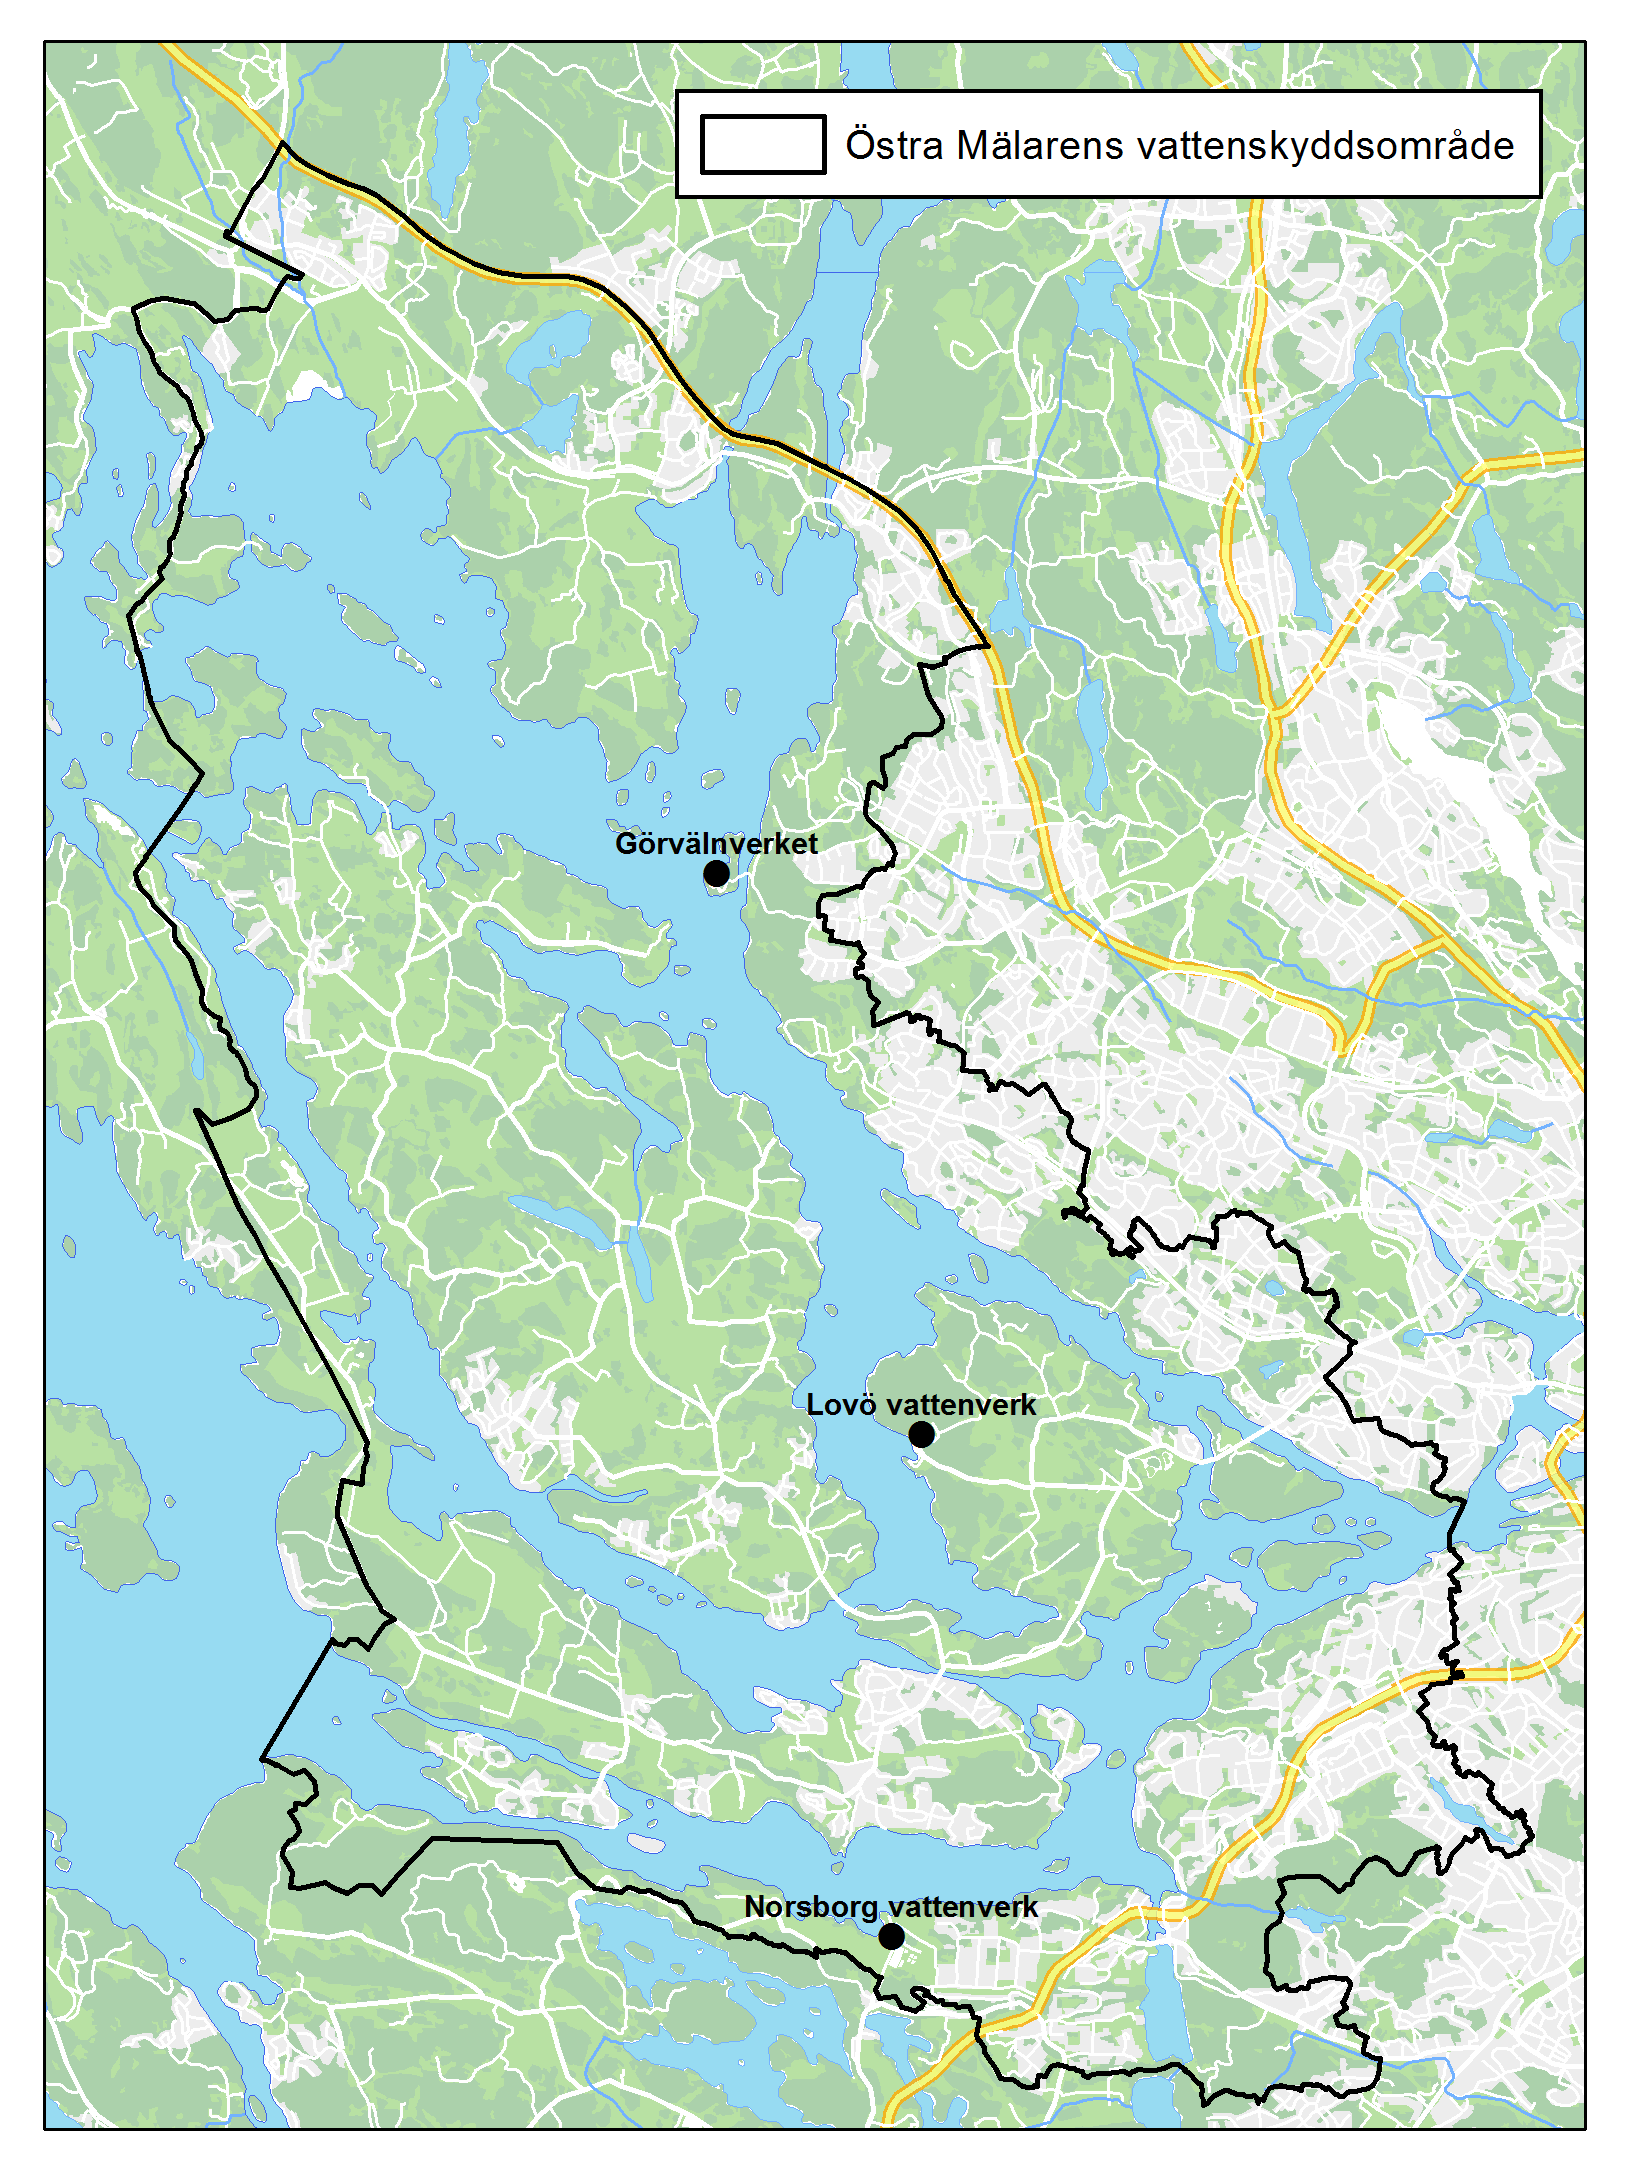 Östra Mälarens vattenskyddsområde
Görvälnverket
Lovö vattenverk
Norsborg vattenverk